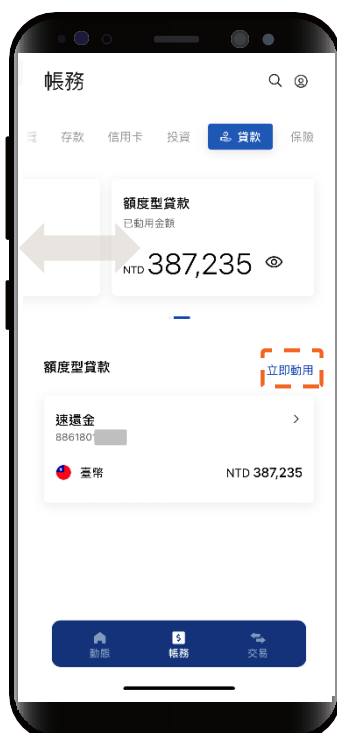 帳務
存款 信用卡 投資 貸款 保險
額度型貸款
已動用金額
NTD 387,235
額度型貸款 立即動用
速還金
886180
臺幣 NTD 387,235
動態 帳務 交易